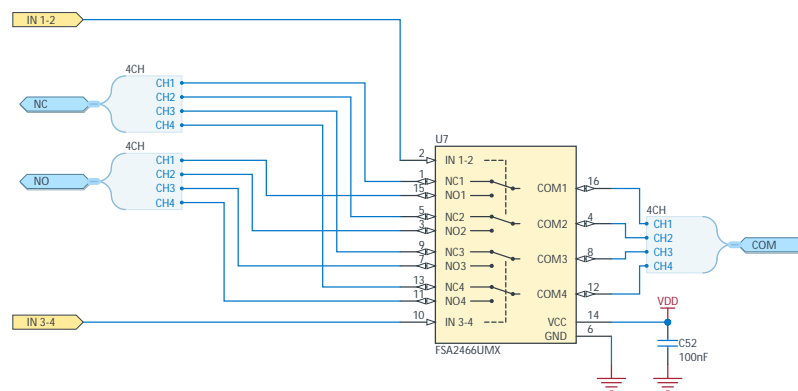 IN 1-2
4CH
NC
CH1
CH2
CH3
CH4
4CH
NO
CH1
CH2
CH3
CH4
IN 3-4
U7
2
IN 1-2
1
NC1
15
NO1
5
NC2
3
NO2
9
NC3
7
NO3
13
NC4
11
NO4
10
IN 3-4
COM1
16
COM2
4
COM3
8
COM4
12
VCC
14
GND
6
FSA2466UMX
4CH
CH1
CH2
CH3
CH4
COM
VDD
C52
100nF